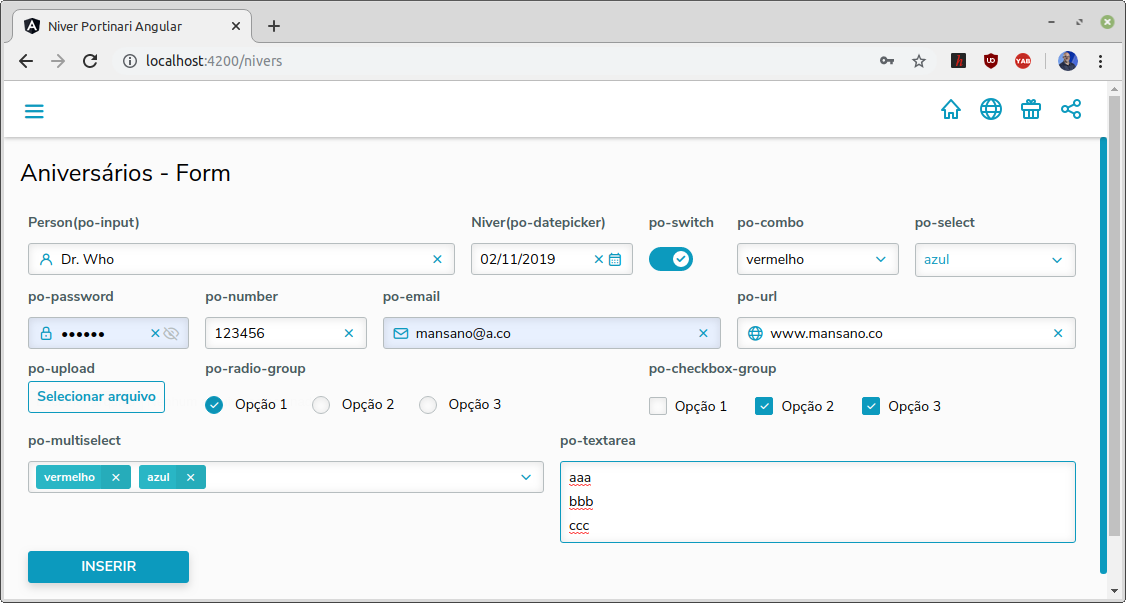 Niver Portinari Angular
localhost:4200/nivers
h UD YAB
Aniversários - Form
Person(po-input) Niver(po-datepicker) po-switch po-combo po-select
Dr. Who 02/11/2019 vermelho azul
po-password po-number po-email po-url
•••••• 123456 mansano@a.co www.mansano.co
po-upload po-radio-group po-checkbox-group
Selecionar arquivo Opção 1 Opção 2 Opção 3 Opção 1 Opção 2 Opção 3
po-multiselect po-textarea
vermelho azul
aaa
bbb
ccc
INSERIR